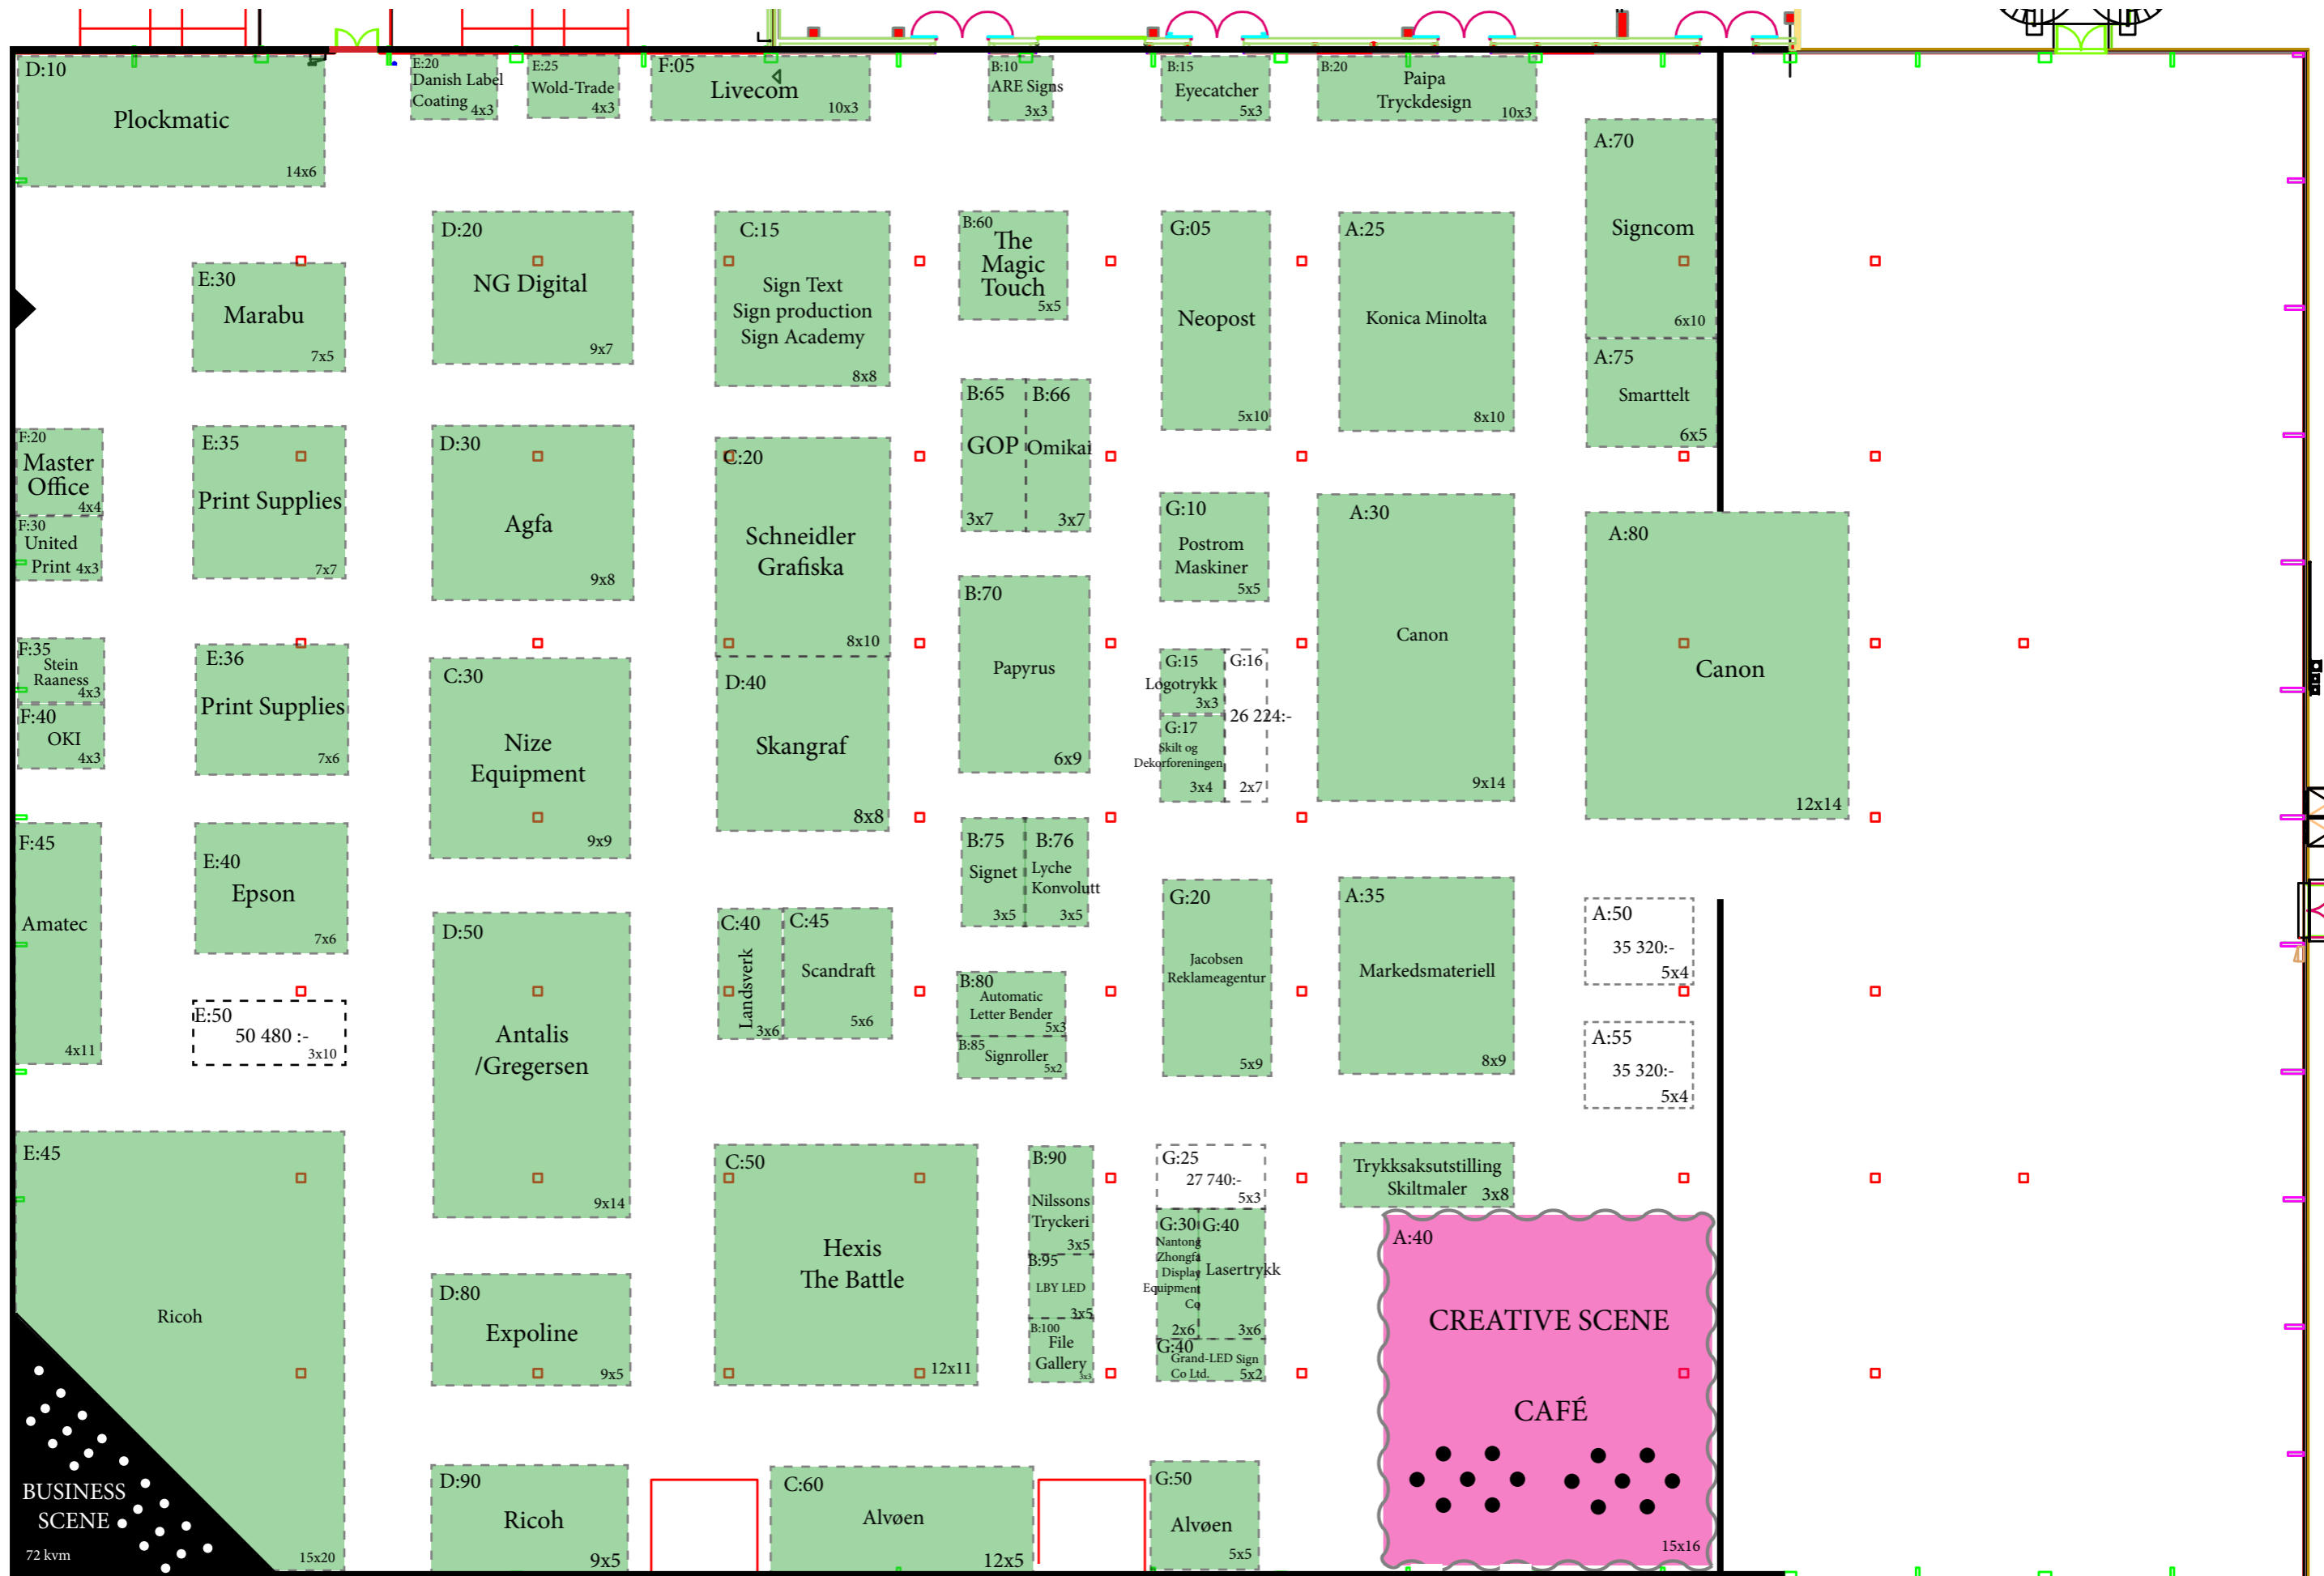 D:10
Plockmatic
14x6
E:20
Danish Label
Coating 4x3
E:25
Wold-Trade
4x3
F:05
Livecom
10x3
B:10
ARE Signs
3x3
B:15
Eyecatcher
5x3
B:20
Paipa
Tryckdesign
10x3
A:70
Signcom
6x10
A:75
Smarttelt
6x5
E:30
Marabu
7x5
D:20
NG Digital
9x7
C:15
Sign Text
Sign production
Sign Academy
8x8
B:60
The
Magic
Touch
5x5
G:05
Neopost
5x10
A:25
Konica Minolta
8x10
B:65
GOP
3x7
B:66
Omikai
3x7
F:20
Master
Office
4x4
F:30
United
Print 4x3
E:35
Print Supplies
7x7
D:30
Agfa
9x8
C:20
Schneidler
Grafiska
8x10
G:10
Postrom
Maskiner
5x5
A:30
Canon
9x14
A:80
Canon
12x14
B:70
Papyrus
6x9
F:35
Stein
Raaness
4x3
F:40
OKI
4x3
E:36
Print Supplies
7x6
C:30
Nize
Equipment
9x9
D:40
Skangraf
8x8
G:15
Logotrykk
3x3
G:16
26 224:-
2x7
G:17
Skilt og
Dekorforeningen
3x4
F:45
Amatec
4x11
E:40
Epson
7x6
B:75
Signet
3x5
B:76
Lyche
Konvolutt
3x5
G:20
Jacobsen
Reklameagentur
5x9
A:35
Markedsmateriell
8x9
A:50
35 320:-
5x4
A:55
35 320:-
5x4
E:50
50 480 :-
3x10
D:50
Antalis
/Gregersen
9x14
C:40
Landsverk
3x6
C:45
Scandraft
5x6
B:80
Automatic
Letter Bender
5x3
B:85
Signroller
5x2
E:45
Ricoh
15x20
C:50
Hexis
The Battle
12x11
B:90
Nilssons
Tryckeri
3x5
B:95
LBY LED
3x5
B:100
File
Gallery
3x3
G:25
27 740:-
5x3
G:30
Nantong
Zhongfa
Display
Equipment
Co
2x6
G:40
Lasertrykk
3x6
G:40
Grand-LED Sign
Co Ltd.
5x2
Trykksaksutstilling
Skiltmaler 3x8
A:40
CREATIVE SCENE
CAFÉ
15x16
D:80
Expoline
9x5
D:90
Ricoh
9x5
C:60
Alvøen
12x5
G:50
Alvøen
5x5
BUSINESS
SCENE
72 kvm